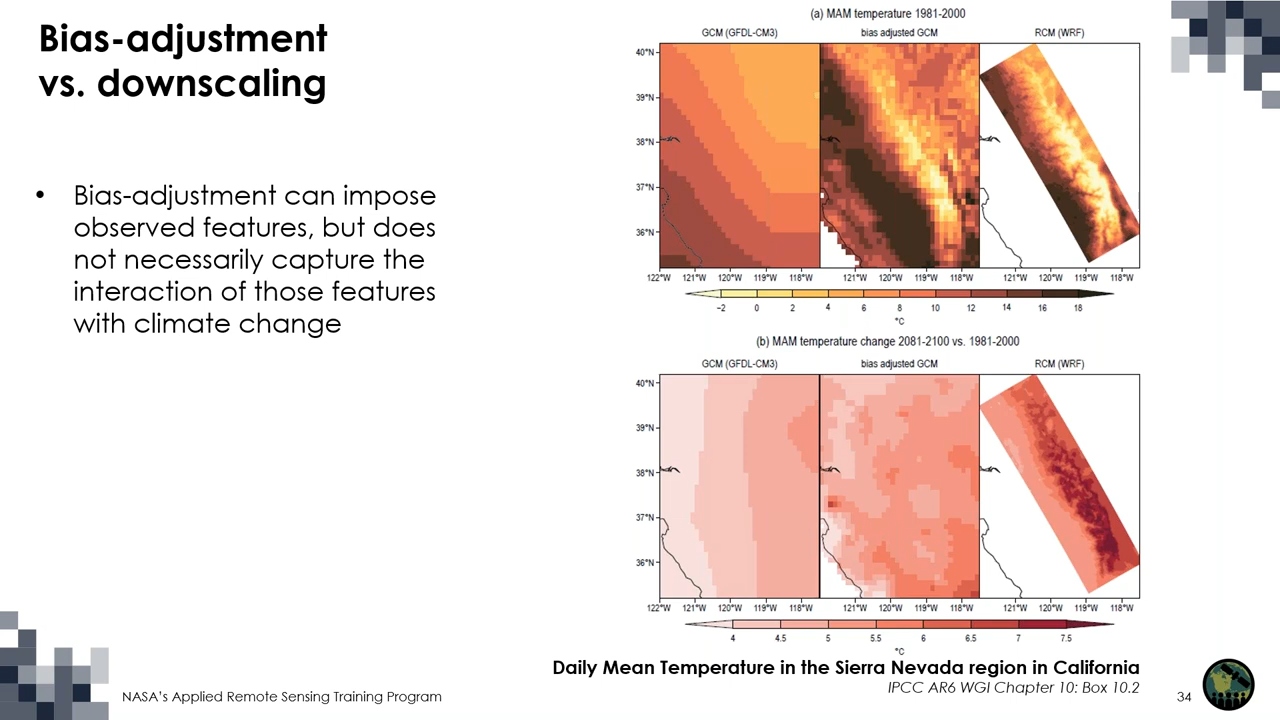 Bias-adjustment
vs. downscaling
• Bias-adjustment can impose
observed features, but does
not necessarily capture the
interaction of those features
with climate change
(a) MAM temperature 1981-2000
GCM (GFDL-CM3) bias adjusted GCM RCM (WRF)
40°N
39°N
38°N
37°N
36°N
122°W 121°W 120°W 119°W 118°W 121°W 120°W 119°W 118°W 121°W 120°W 119°W 118°W
−2 0 2 4 6 8 10 12 14 16 18
°C
(b) MAM temperature change 2081-2100 vs. 1981-2000
GCM (GFDL-CM3) bias adjusted GCM RCM (WRF)
40°N
39°N
38°N
37°N
36°N
122°W 121°W 120°W 119°W 118°W 121°W 120°W 119°W 118°W 121°W 120°W 119°W 118°W
4 4.5 5 5.5 6 6.5 7 7.5
°C
Daily Mean Temperature in the Sierra Nevada region in California
IPCC AR6 WGI Chapter 10: Box 10.2
NASA's Applied Remote Sensing Training Program
34